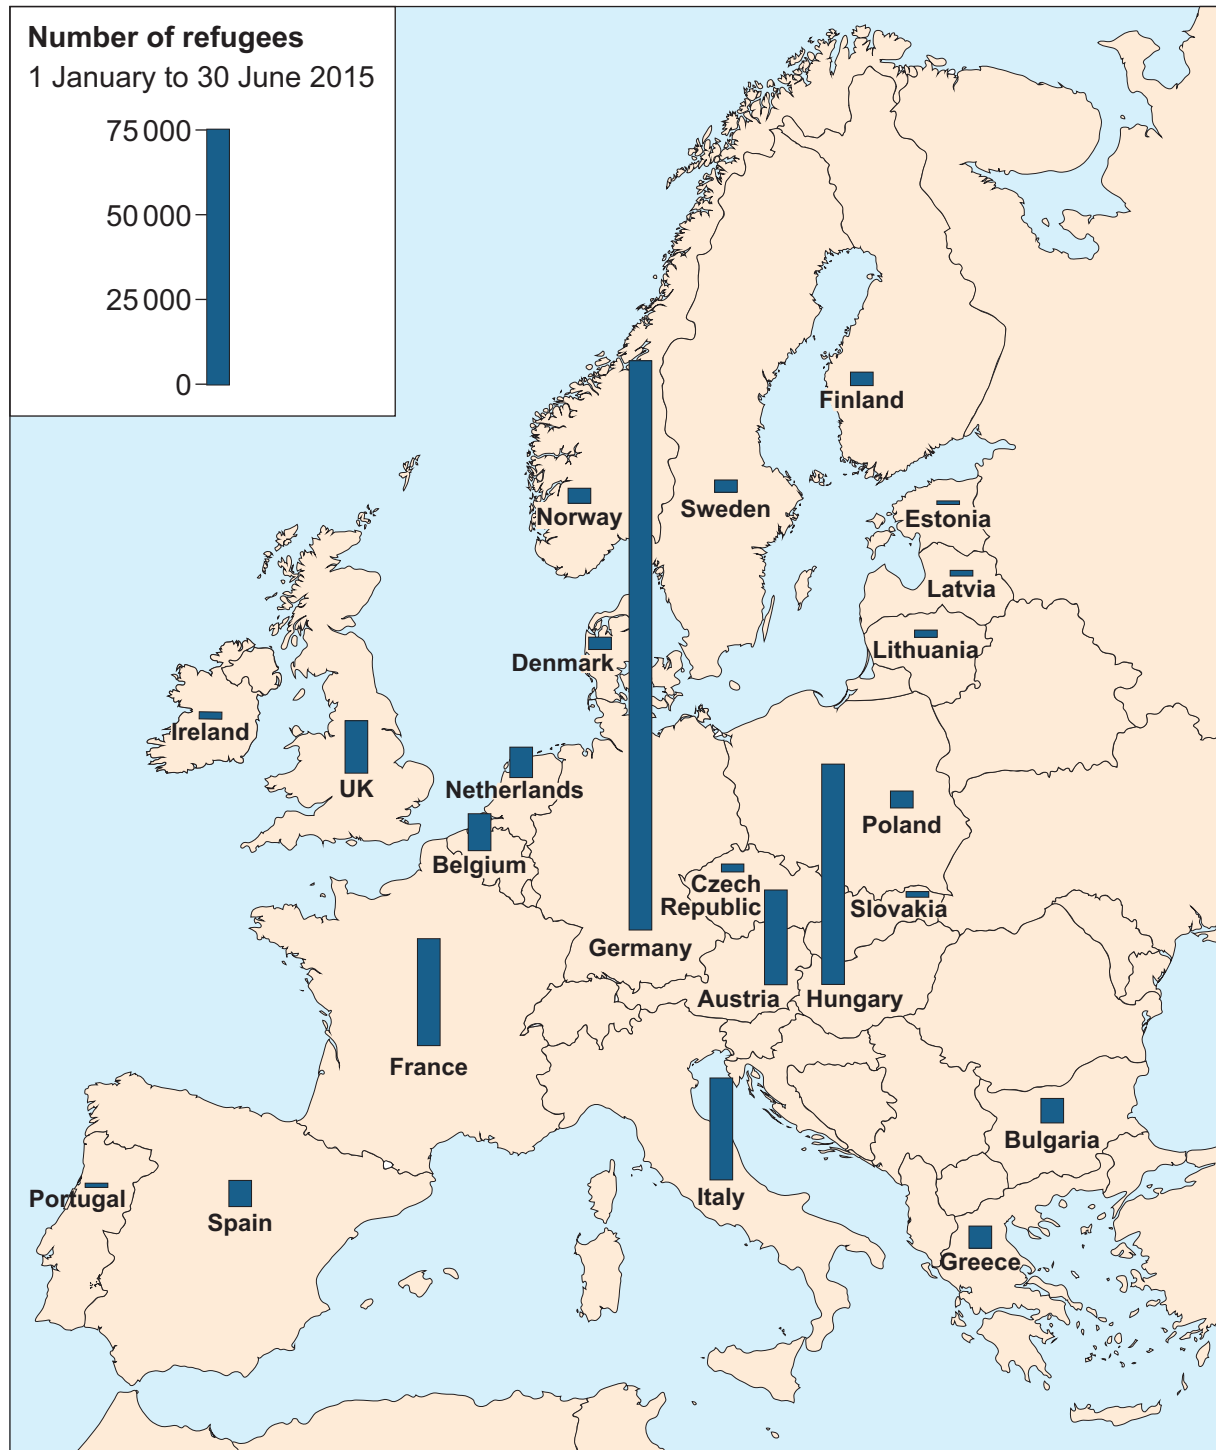 Number of refugees
1 January to 30 June 2015
75 000
50 000
25 000
0
Finland
Norway
Sweden
Estonia
Latvia
Lithuania
Denmark
Ireland
UK
Netherlands
Poland
Belgium
Czech
Republic
Slovakia
Germany
Austria
Hungary
France
Bulgaria
Portugal
Spain
Italy
Greece